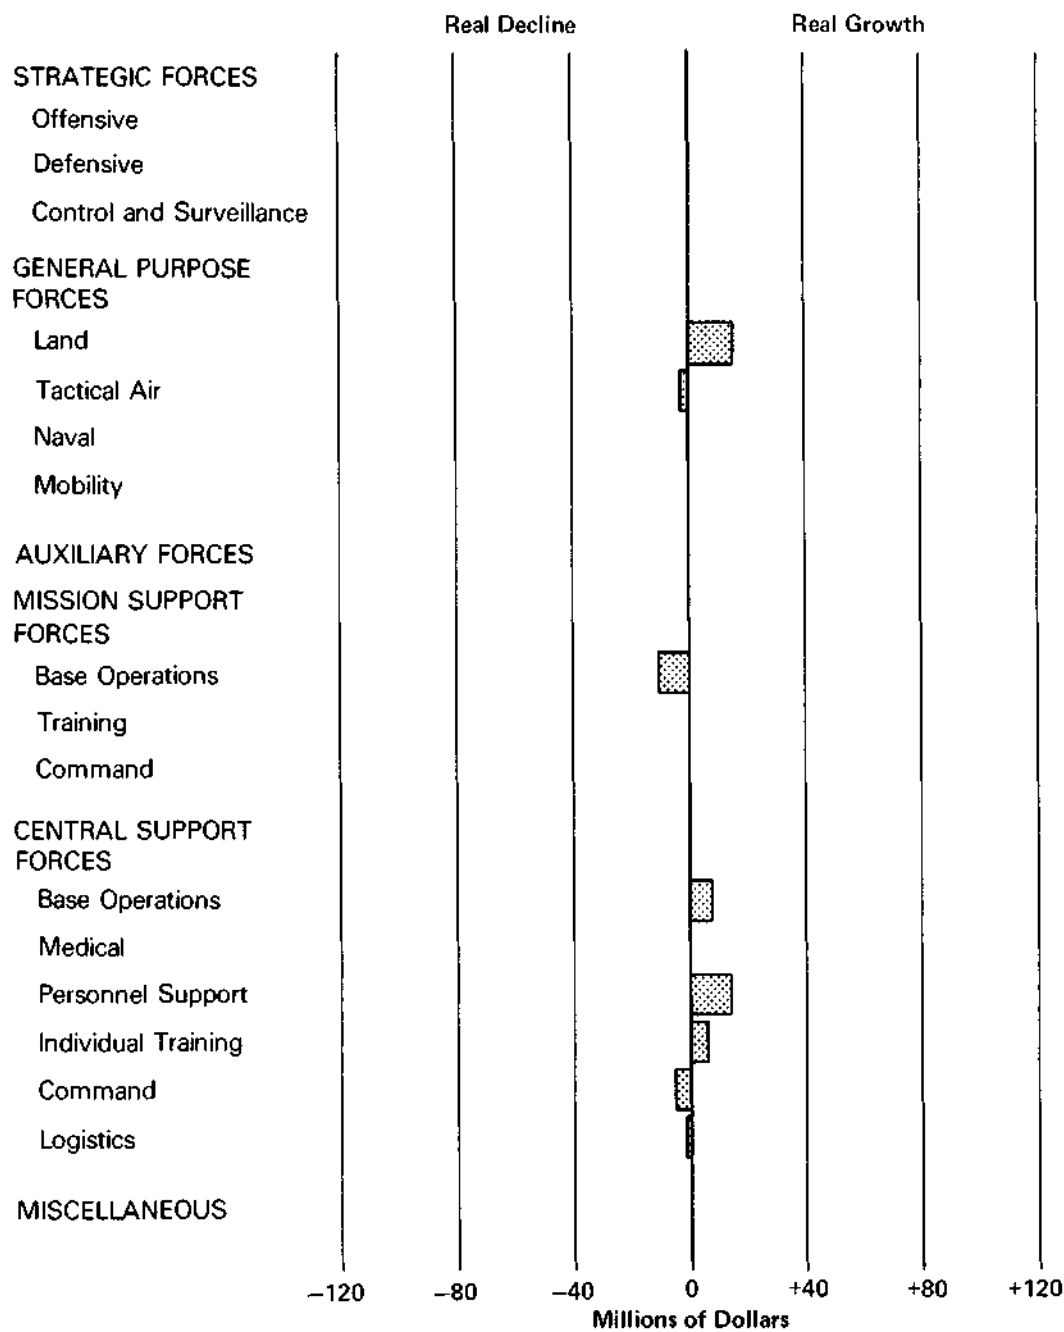 Real Decline Real Growth
STRATEGIC FORCES
Offensive
Defensive
Control and Surveillance
GENERAL PURPOSE
FORCES
Land
Tactical Air
Naval
Mobility
AUXILIARY FORCES
MISSION SUPPORT
FORCES
Base Operations
Training
Command
CENTRAL SUPPORT
FORCES
Base Operations
Medical
Personnel Support
Individual Training
Command
Logistics
MISCELLANEOUS
−120 −80 −40 0 +40 +80 +120
Millions of Dollars